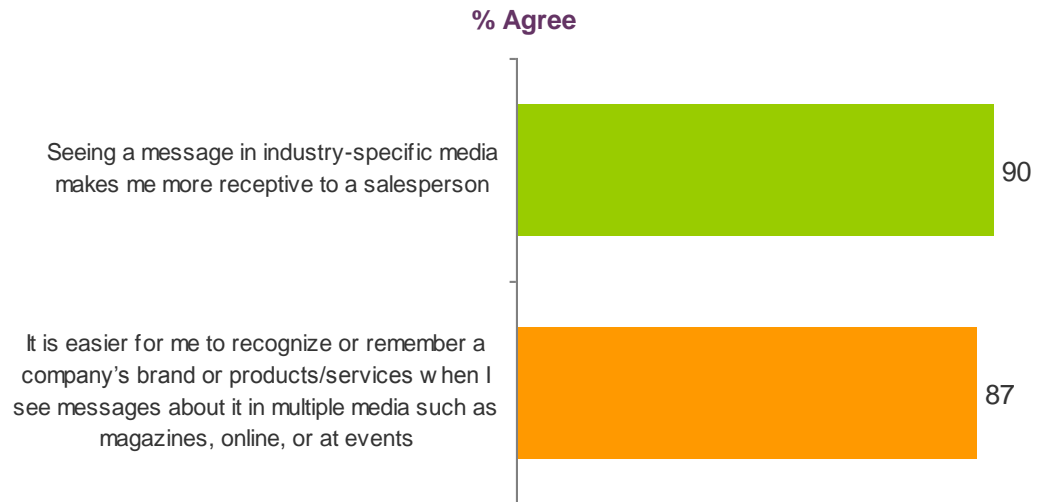 % Agree
Seeing a message in industry-specific media
makes me more receptive to a salesperson
90
It is easier for me to recognize or remember a
company's brand or products/services when I
see messages about it in multiple media such as
magazines, online, or at events
87